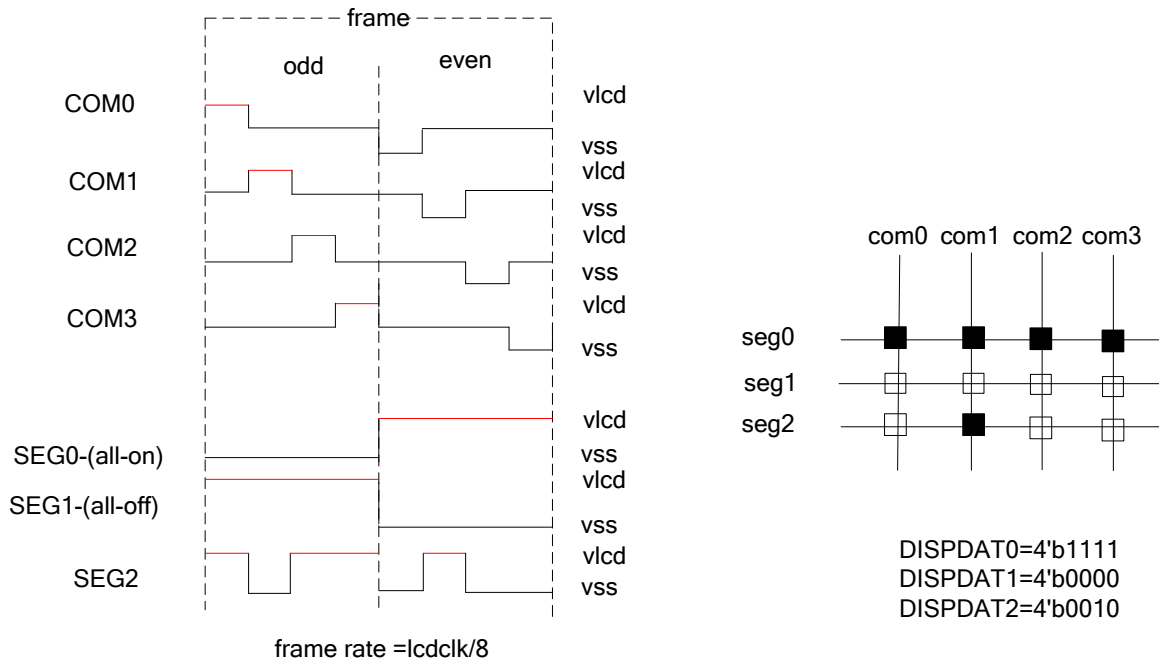 frame
odd
even
COM0
vlcd
vss
COM1
vlcd
vss
COM2
vlcd
vss
COM3
vlcd
vss
SEG0-(all-on)
vlcd
vss
SEG1-(all-off)
vlcd
vss
SEG2
vlcd
vss
frame rate =lcdclk/8
com0 com1 com2 com3
seg0
seg1
seg2
DISPDAT0=4'b1111
DISPDAT1=4'b0000
DISPDAT2=4'b0010